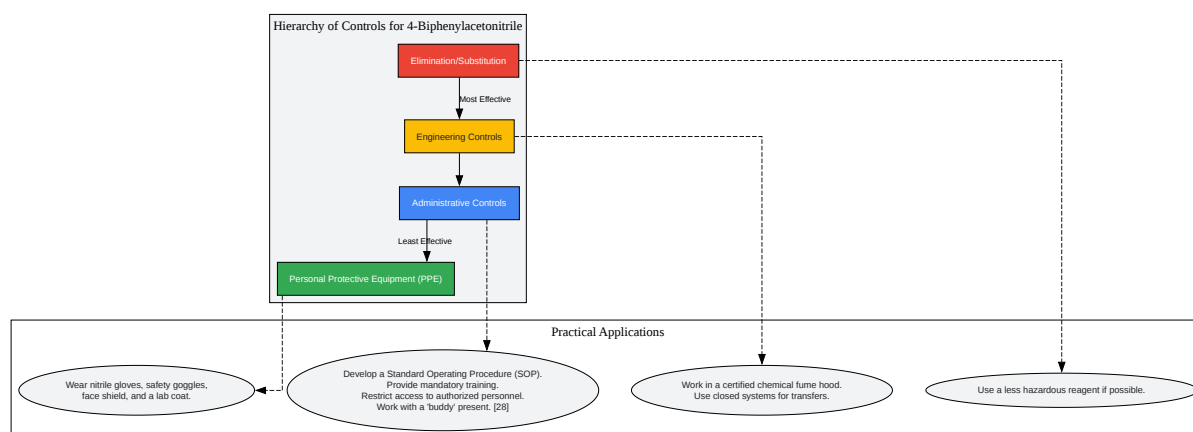 Hierarchy of Controls for 4-Biphenylacetonitrile
Elimination/Substitution
Most Effective
Engineering Controls
Administrative Controls
Least Effective
Personal Protective Equipment (PPE)
Practical Applications
Wear nitrile gloves, safety goggles,
face shield, and a lab coat.
Develop a Standard Operating Procedure (SOP).
Provide mandatory training.
Restrict access to authorized personnel.
Work with a 'buddy' present. [28]
Work in a certified chemical fume hood.
Use closed systems for transfers.
Use a less hazardous reagent if possible.